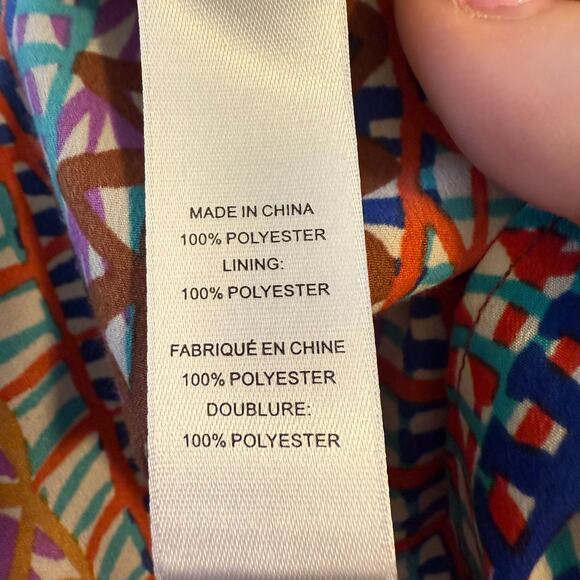 MADE IN CHINA
100% POLYESTER
LINING:
100% POLYESTER
FABRIQUÉ EN CHINE
100% POLYESTER
DOUBLURE:
100% POLYESTER